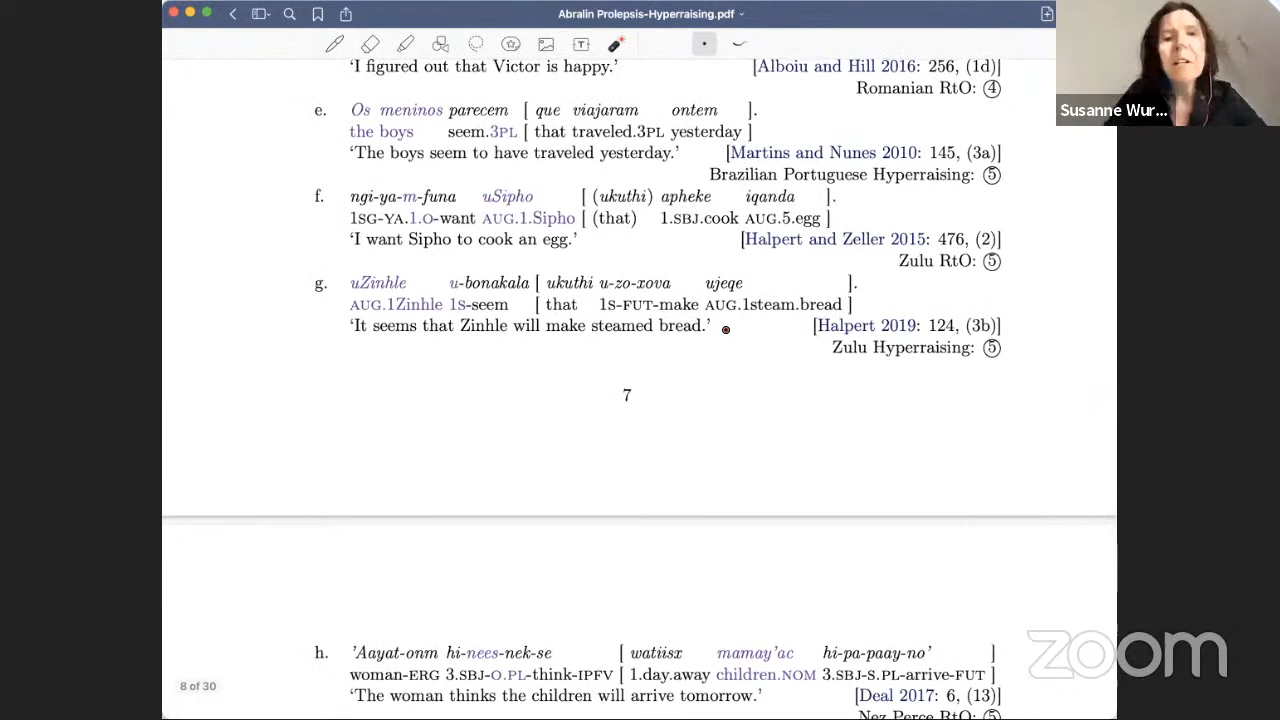 Abralin Prolepsis-Hyperraising.pdf
Susanne Wur...
'I figured out that Victor is happy.' [Alboiu and Hill 2016: 256, (1d)]
Romanian RtO: ④
e. Os meninos parecem [ que viajaram ontem ].
the boys seem.3PL [ that traveled.3PL yesterday ]
'The boys seem to have traveled yesterday.' [Martins and Nunes 2010: 145, (3a)]
Brazilian Portuguese Hyperraising: ⑤
f. ngi-ya-m-funa uSipho [ (ukuthi) apheke iqanda ].
1SG-YA.1.O-want AUG.1.Sipho [ (that) 1.SBJ.cook AUG.5.egg ]
'I want Sipho to cook an egg.' [Halpert and Zeller 2015: 476, (2)]
Zulu RtO: ⑤
g. uZinhle u-bonakala [ ukuthi u-zo-xova ujeqe ].
AUG.1Zinhle 1S-seem [ that 1S-FUT-make AUG.1steam.bread ]
'It seems that Zinhle will make steamed bread.' [Halpert 2019: 124, (3b)]
Zulu Hyperraising: ⑤
7
h. 'Aayat-onm hi-nees-nek-se [ watiisx mamay'ac hi-pa-paay-no' ]
woman-ERG 3.SBJ-O.PL-think-IPFV [ 1.day.away children.NOM 3.SBJ-S.PL-arrive-FUT ]
'The woman thinks the children will arrive tomorrow.' [Deal 2017: 6, (13)]
Nez Perce RtO: ⑤
8 of 30
zoom